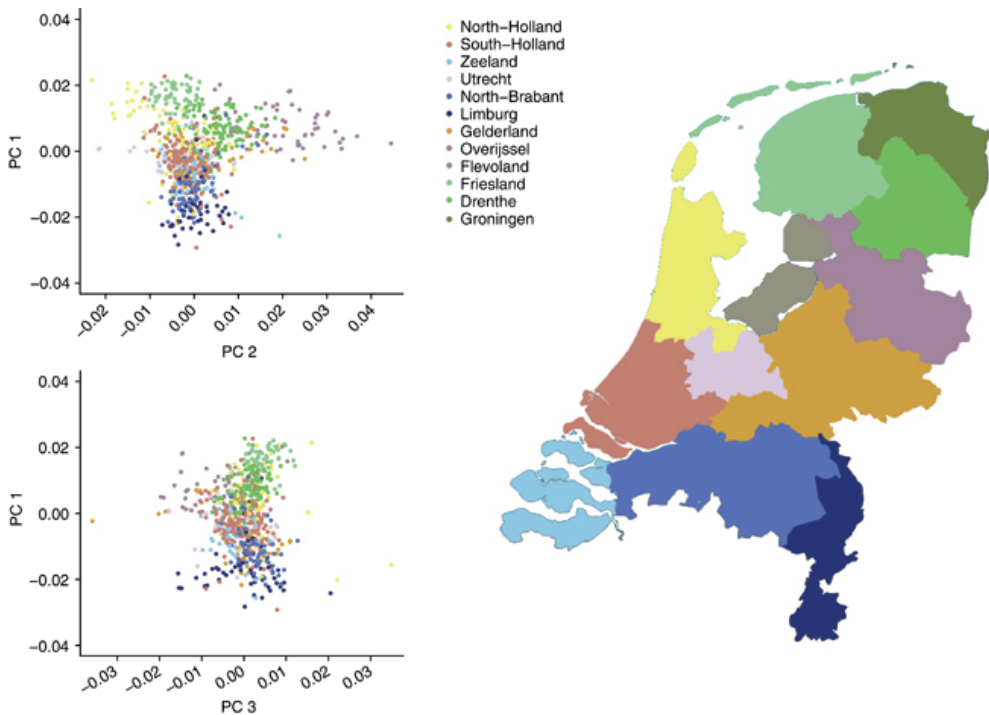 0.04
0.02
0.00
−0.02
−0.04
PC 1
−0.02
−0.01
0.00
0.01
0.02
0.03
0.04
PC 2
North−Holland
South−Holland
Zeeland
Utrecht
North−Brabant
Limburg
Gelderland
Overijssel
Flevoland
Friesland
Drenthe
Groningen
0.04
0.02
0.00
−0.02
−0.04
PC 1
−0.03
−0.02
−0.01
0.00
0.01
0.02
0.03
PC 3